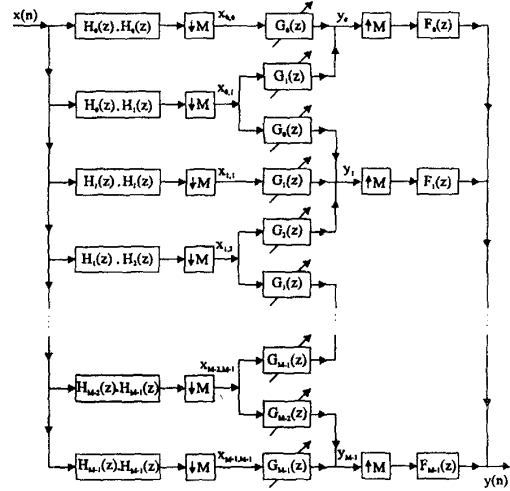 x(n) H₀(z).H₀(z) ↓M x₀,₀ G₀(z) y₀ ↑M F₀(z)
G₁(z)
H₀(z).H₁(z) ↓M x₀,₁
G₀(z)
H₁(z).H₁(z) ↓M x₁,₁ G₁(z) y₁ ↑M F₁(z)
G₂(z)
H₁(z).H₂(z) ↓M x₁,₂
G₁(z)
G_M-1(z)
H_M-2(z).H_M-1(z) ↓M x_M-2,M-1
G_M-2(z)
H_M-1(z).H_M-1(z) ↓M x_M-1,M-1 G_M-1(z) y_M-1 ↑M F_M-1(z)
y(n)